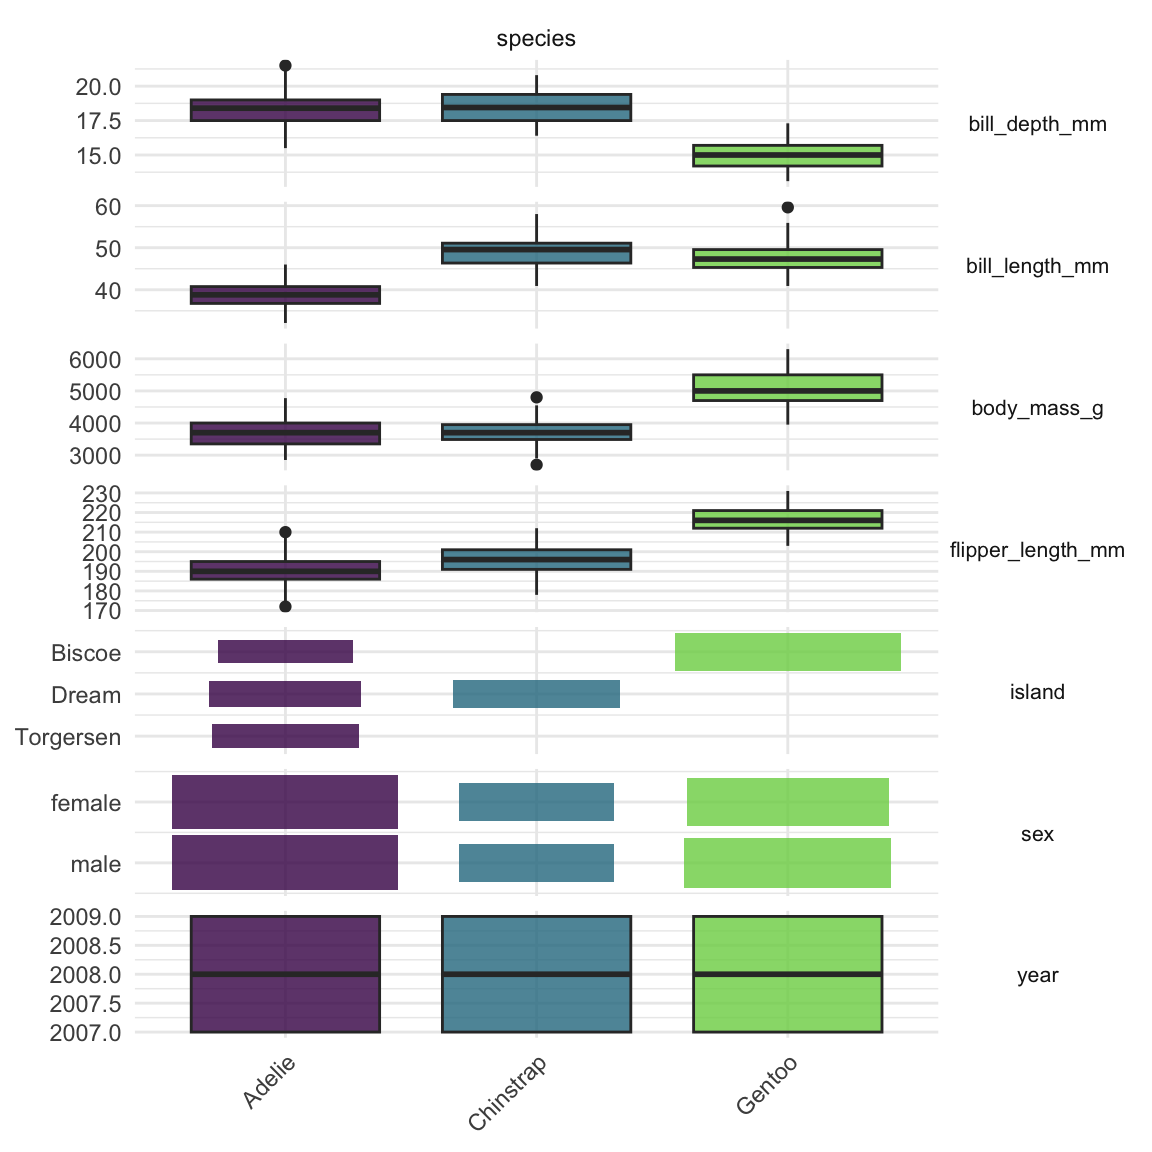 species
20.0
17.5
15.0
bill_depth_mm
60
50
40
bill_length_mm
6000
5000
4000
3000
body_mass_g
230
220
210
200
190
180
170
flipper_length_mm
Biscoe
Dream
Torgersen
island
female
male
sex
2009.0
2008.5
2008.0
2007.5
2007.0
year
Adelie
Chinstrap
Gentoo